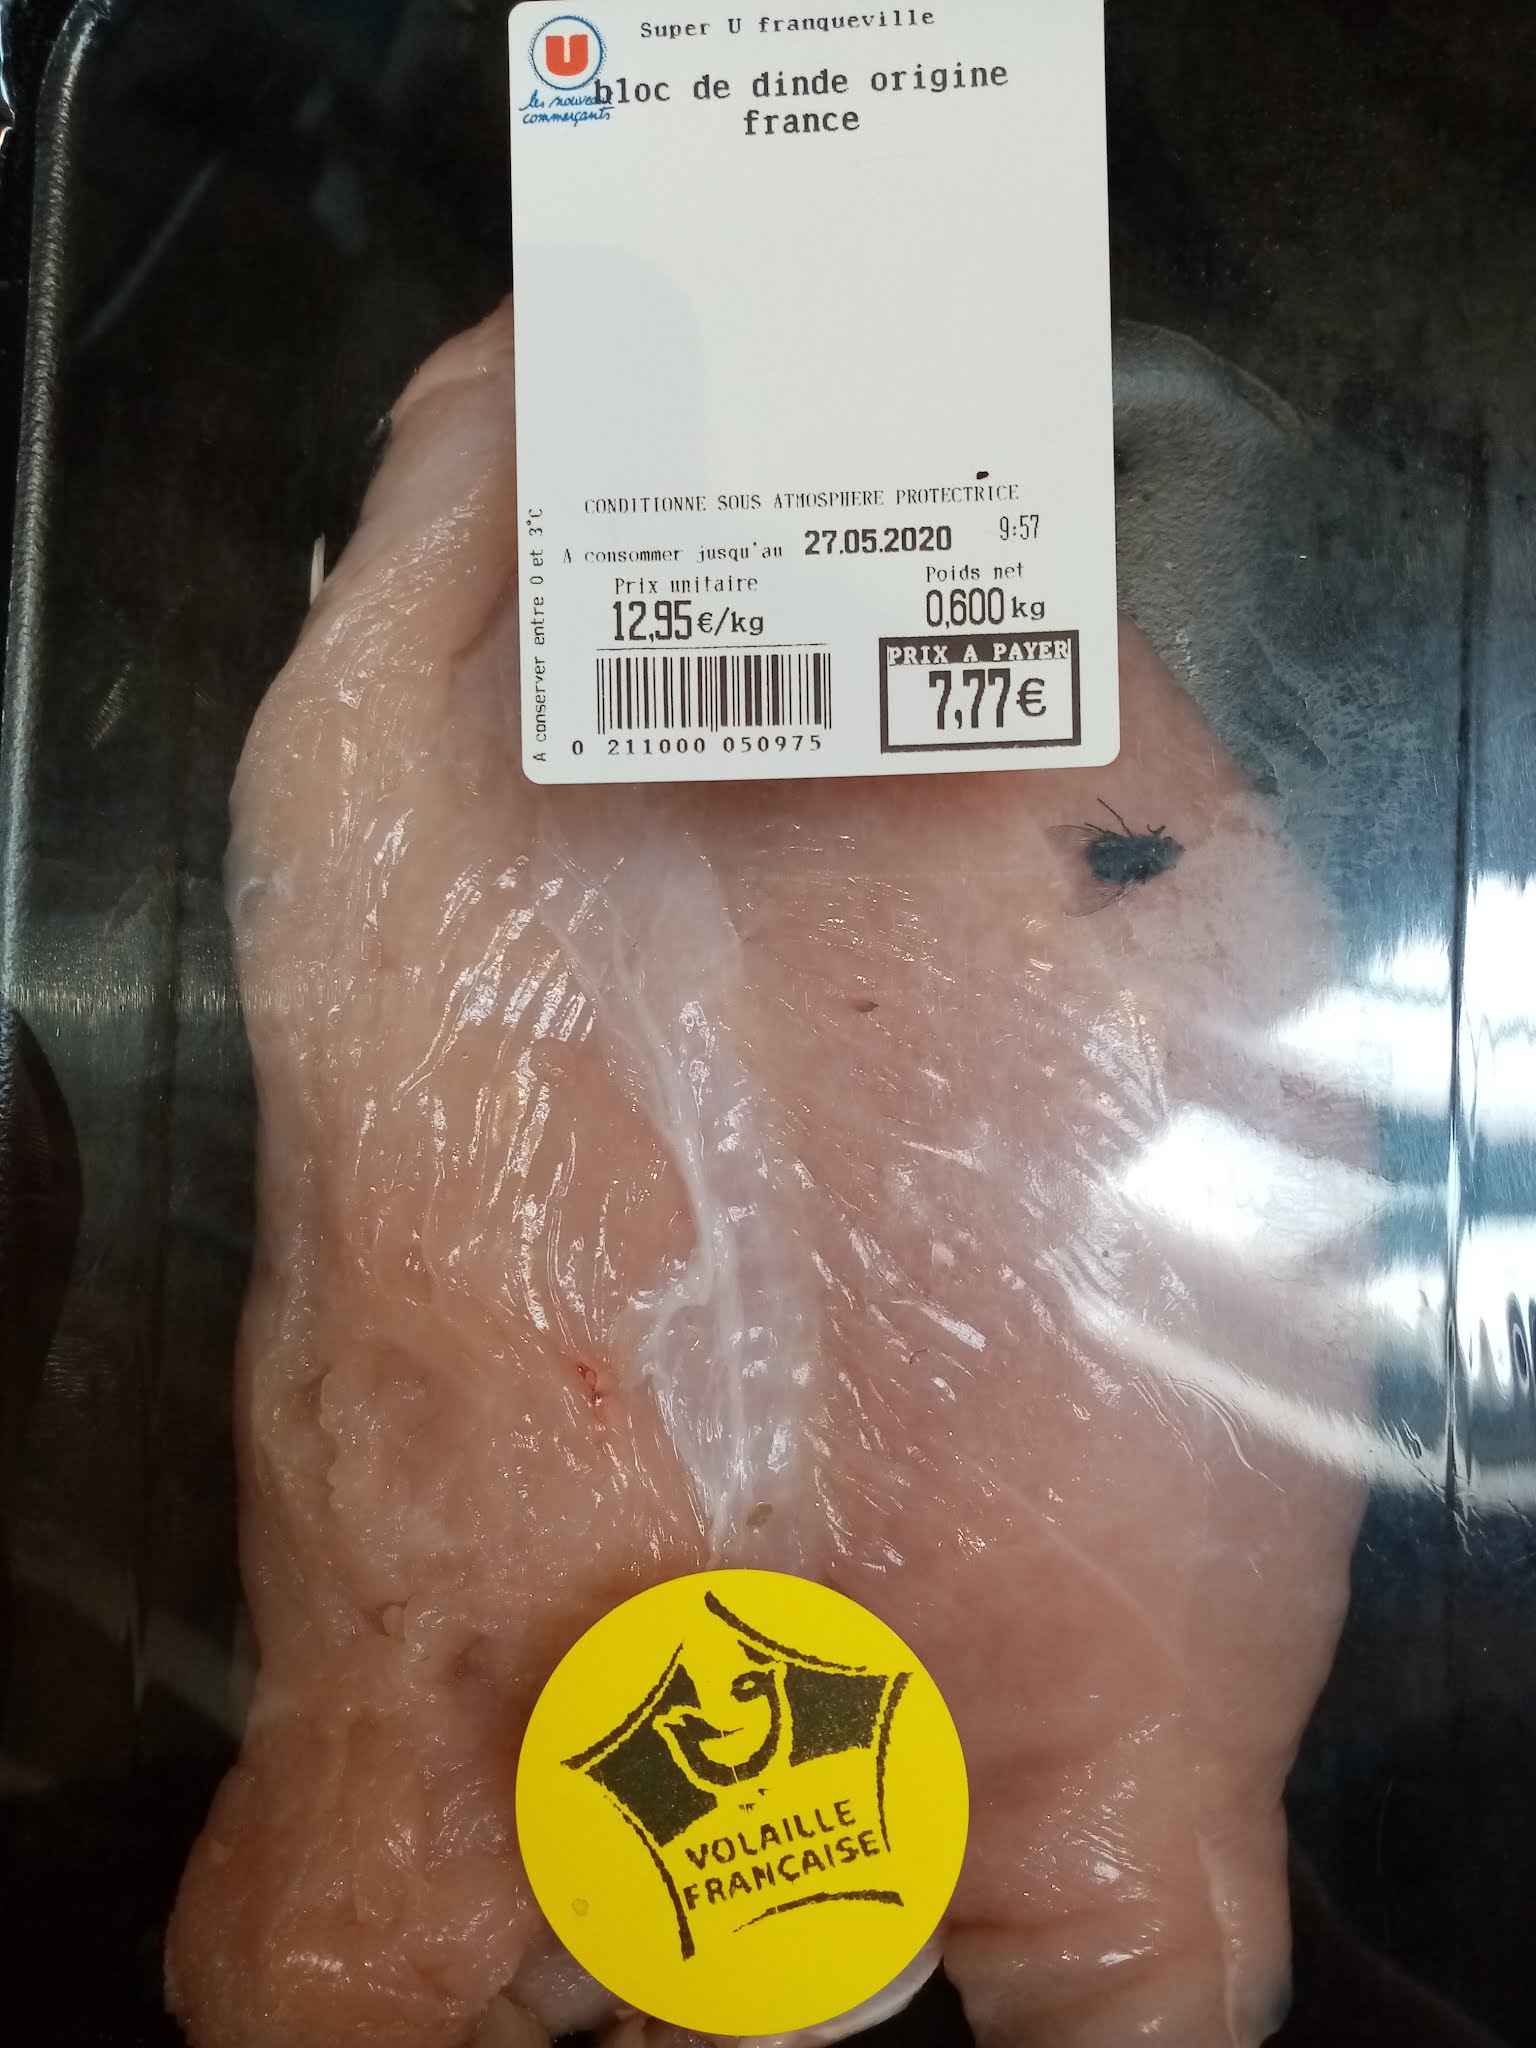 Super U franqueville
U
les nouveaux
commerçants
bloc de dinde origine
france
CONDITIONNE SOUS ATMOSPHERE PROTECTRICE
A consommer jusqu'au 27.05.2020 9:57
Prix unitaire Poids net
12,95€/kg 0,600kg
PRIX A PAYER
7,77€
0 211000 050975
A conserver entre 0 et 3°C
VOLAILLE
FRANÇAISE